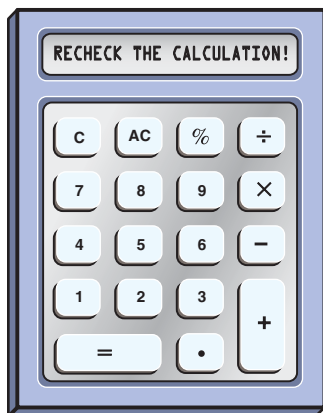 RECHECK THE CALCULATION!
C AC % ÷
7 8 9 ×
4 5 6 −
1 2 3 +
= •